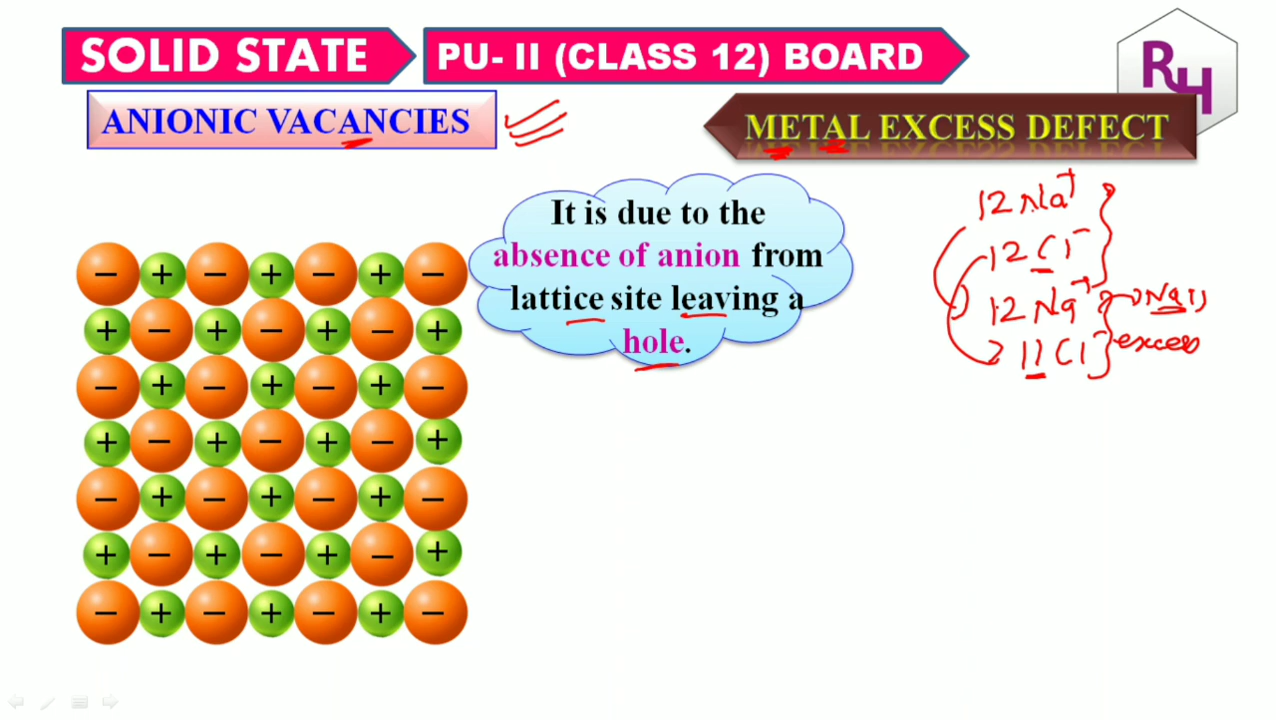 SOLID STATE
PU- II (CLASS 12) BOARD
R4
ANIONIC VACANCIES
METAL EXCESS DEFECT
It is due to the
absence of anion from
lattice site leaving a
hole.
12 Na+
12 Cl-
12 Na+
11 Cl
excess
- + - + - + -
+ - + - + - +
- + - + - + -
+ - + - + - +
- + - + - + -
+ - + - + - +
- + - + - + -